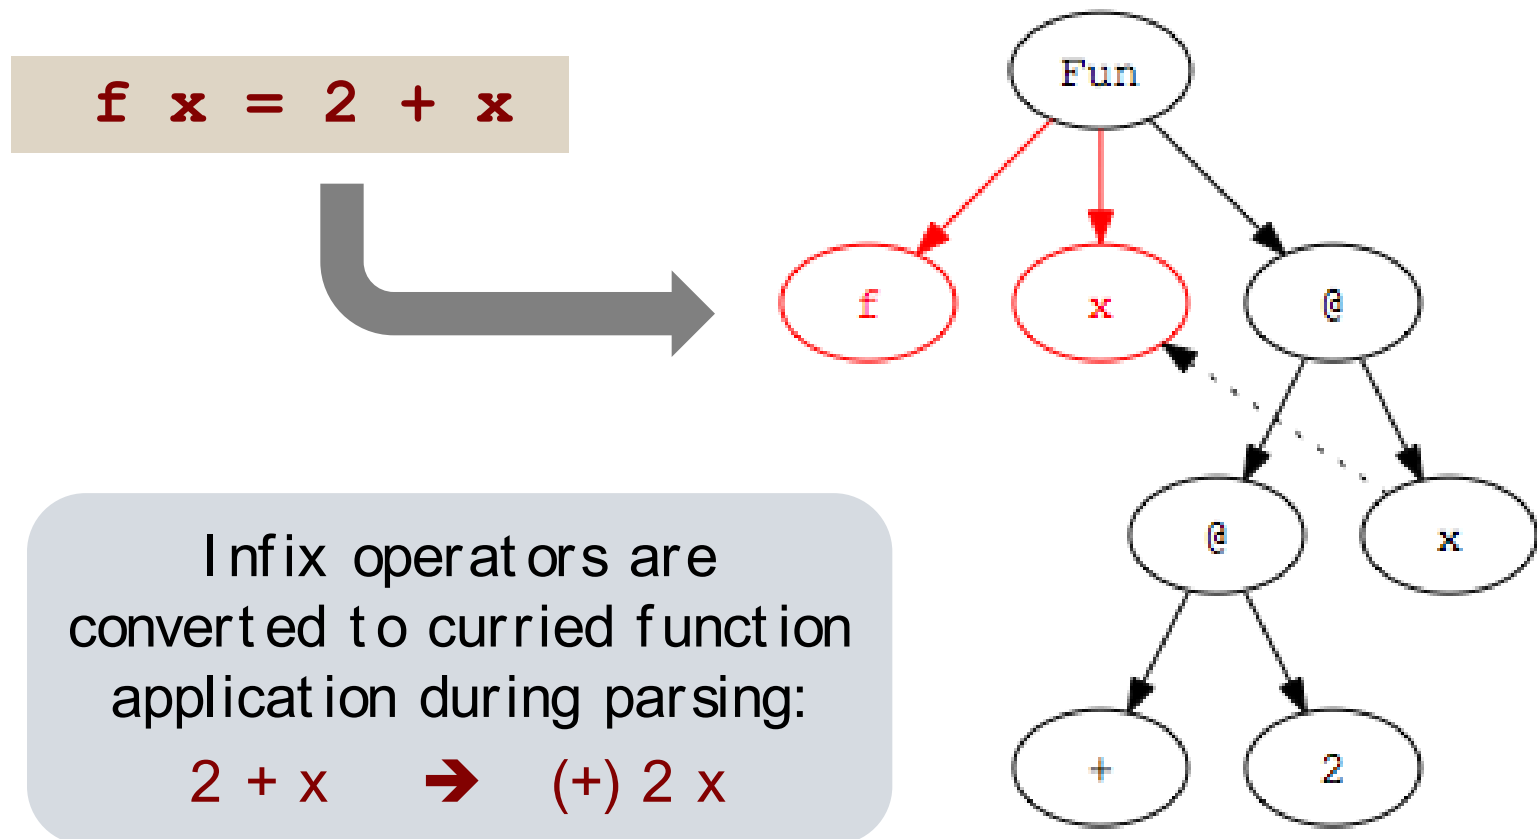 f x = 2 + x
Fun
f
x
@
@
x
+
2
Infix operators are
converted to curried function
application during parsing:
2 + x ➔ (+) 2 x